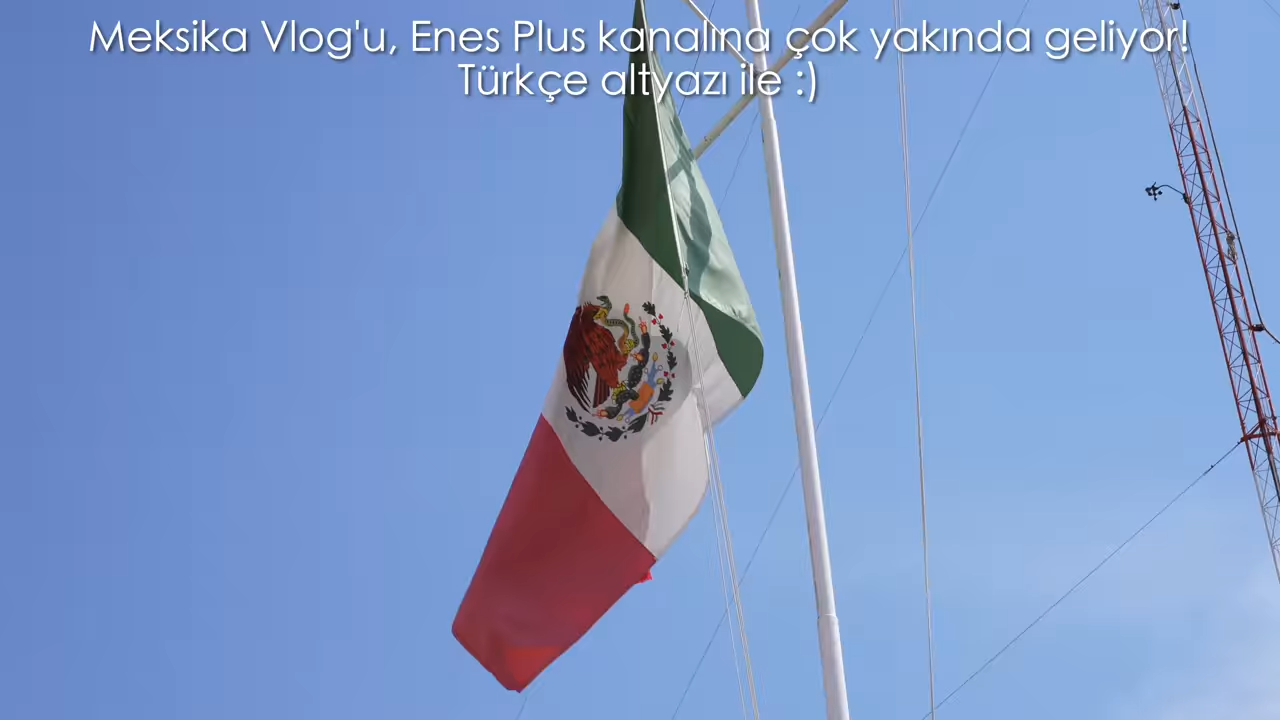 Meksika Vlog'u, Enes Plus kanalına çok yakında geliyor!
Türkçe altyazı ile :)